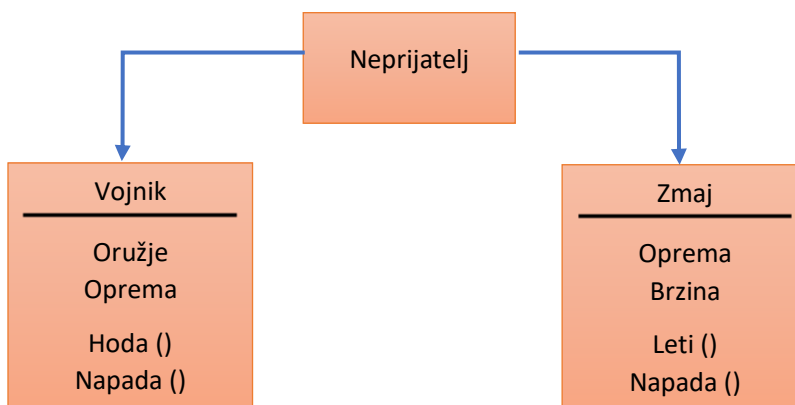 Neprijatelj
Vojnik
Oružje
Oprema
Hoda ()
Napada ()
Zmaj
Oprema
Brzina
Leti ()
Napada ()